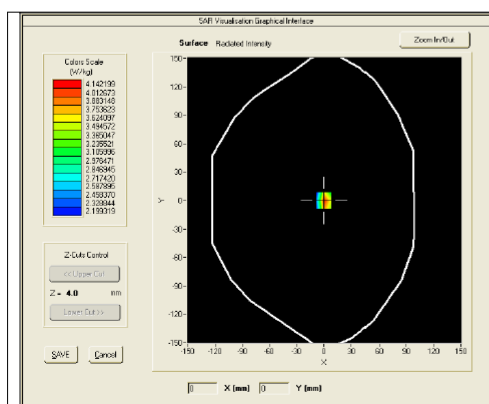 SAR Visualisation Graphical Interface
Surface Radiated Intensity
Zoom In/Out
Colors Scale
(W/kg)
4.142199
4.012673
3.883148
3.753623
3.624097
3.494572
3.365047
3.235521
3.105996
2.976471
2.846945
2.717420
2.587895
2.458370
2.328844
2.199319
Z-Cuts Control
<< Upper Cut
Z = 4.0 mm
Lower Cut >>
SAVE Cancel
150
120
90
60
30
Y 0
-30
-60
-90
-120
-150
-150 -120 -90 -60 -30 0 30 60 90 120 150
X
0 X [mm] 0 Y [mm]